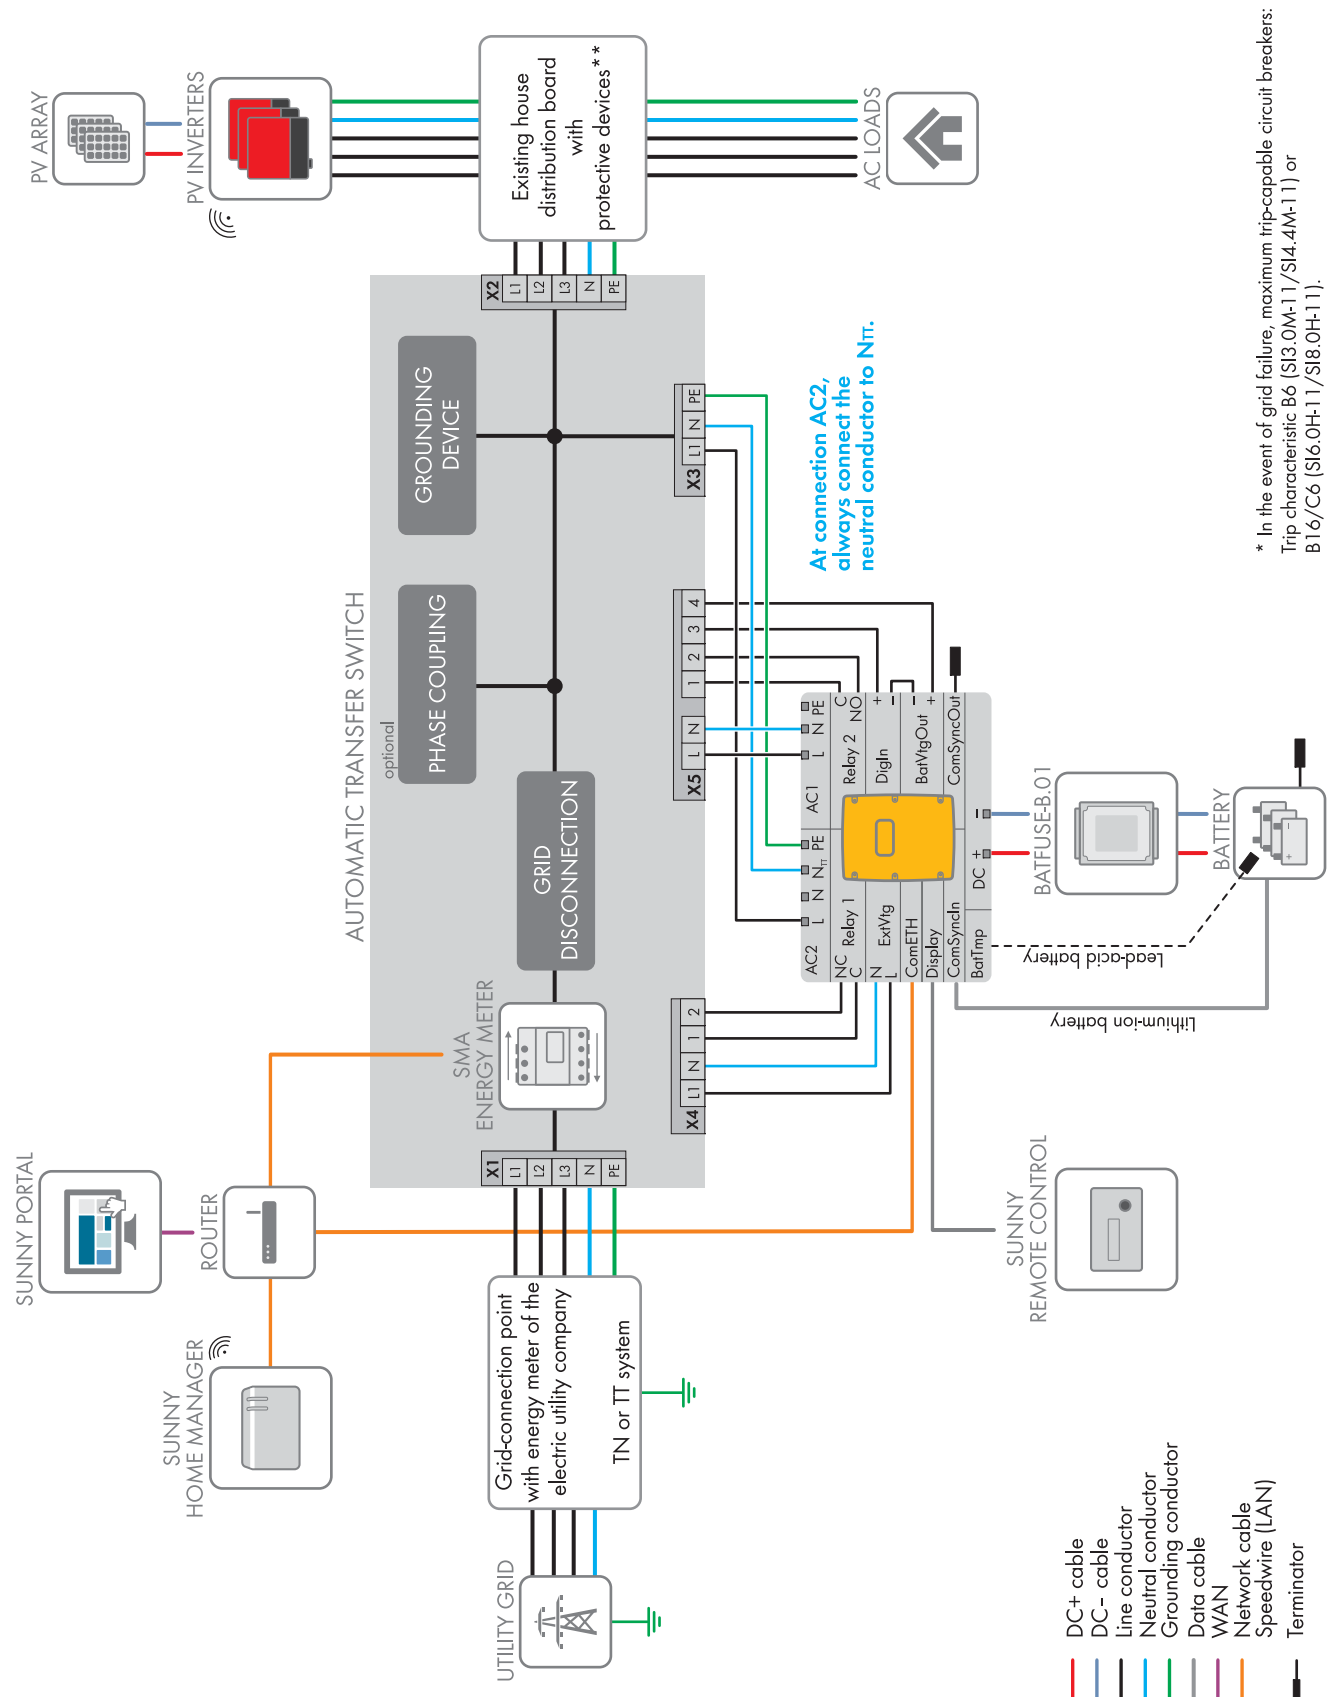 SUNNY
HOME MANAGER
SUNNY PORTAL
ROUTER
PV ARRAY
PV INVERTERS
UTILITY GRID
Grid-connection point
with energy meter of the
electric utility company
TN or TT system
AUTOMATIC TRANSFER SWITCH
X1
L1
L2
L3
N
PE
SMA
ENERGY METER
GRID
DISCONNECTION
optional
PHASE COUPLING
GROUNDING
DEVICE
X2
L1
L2
L3
N
PE
Existing house
distribution board
with
protective devices**
AC LOADS
X4
L1
N
1
2
X5
L
N
1
2
3
4
X3
L1
N
PE
At connection AC2,
always connect the
neutral conductor to NTT.
AC2
L
N
NTT
PE
AC1
L
N
PE
NC
C
Relay 1
Relay 2
C
NO
N
L
ExtVtg
DigIn
+
−
ComETH
BatVtgOut
−
+
Display
ComSyncIn
ComSyncOut
BatTmp
DC +
−
Lead-acid battery
Lithium-ion battery
BATFUSE-B.01
BATTERY
+
−
SUNNY
REMOTE CONTROL
DC+ cable
DC− cable
Line conductor
Neutral conductor
Grounding conductor
Data cable
WAN
Network cable
Speedwire (LAN)
Terminator
* In the event of grid failure, maximum trip-capable circuit breakers:
Trip characteristic B6 (SI3.0M-11/SI4.4M-11) or
B16/C6 (SI6.0H-11/SI8.0H-11).